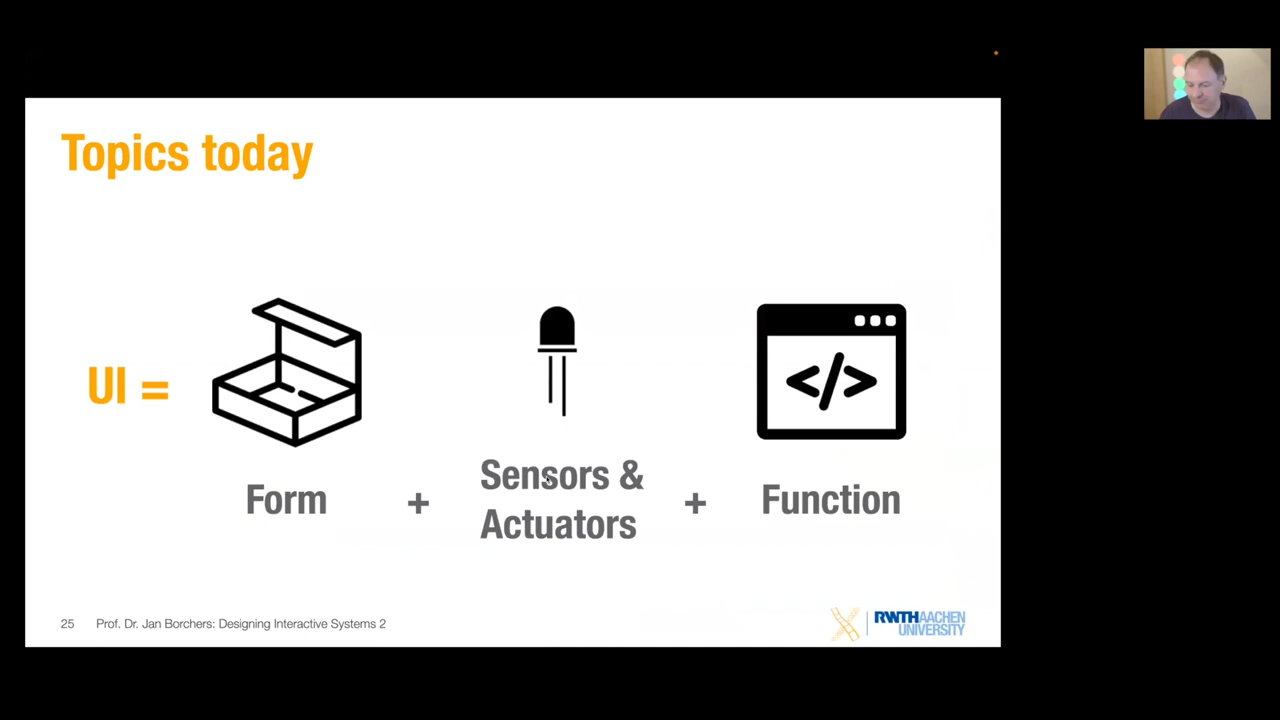 Topics today
UI =
</>
Form + Sensors & Actuators + Function
25 Prof. Dr. Jan Borchers: Designing Interactive Systems 2
RWTHAACHEN
UNIVERSITY